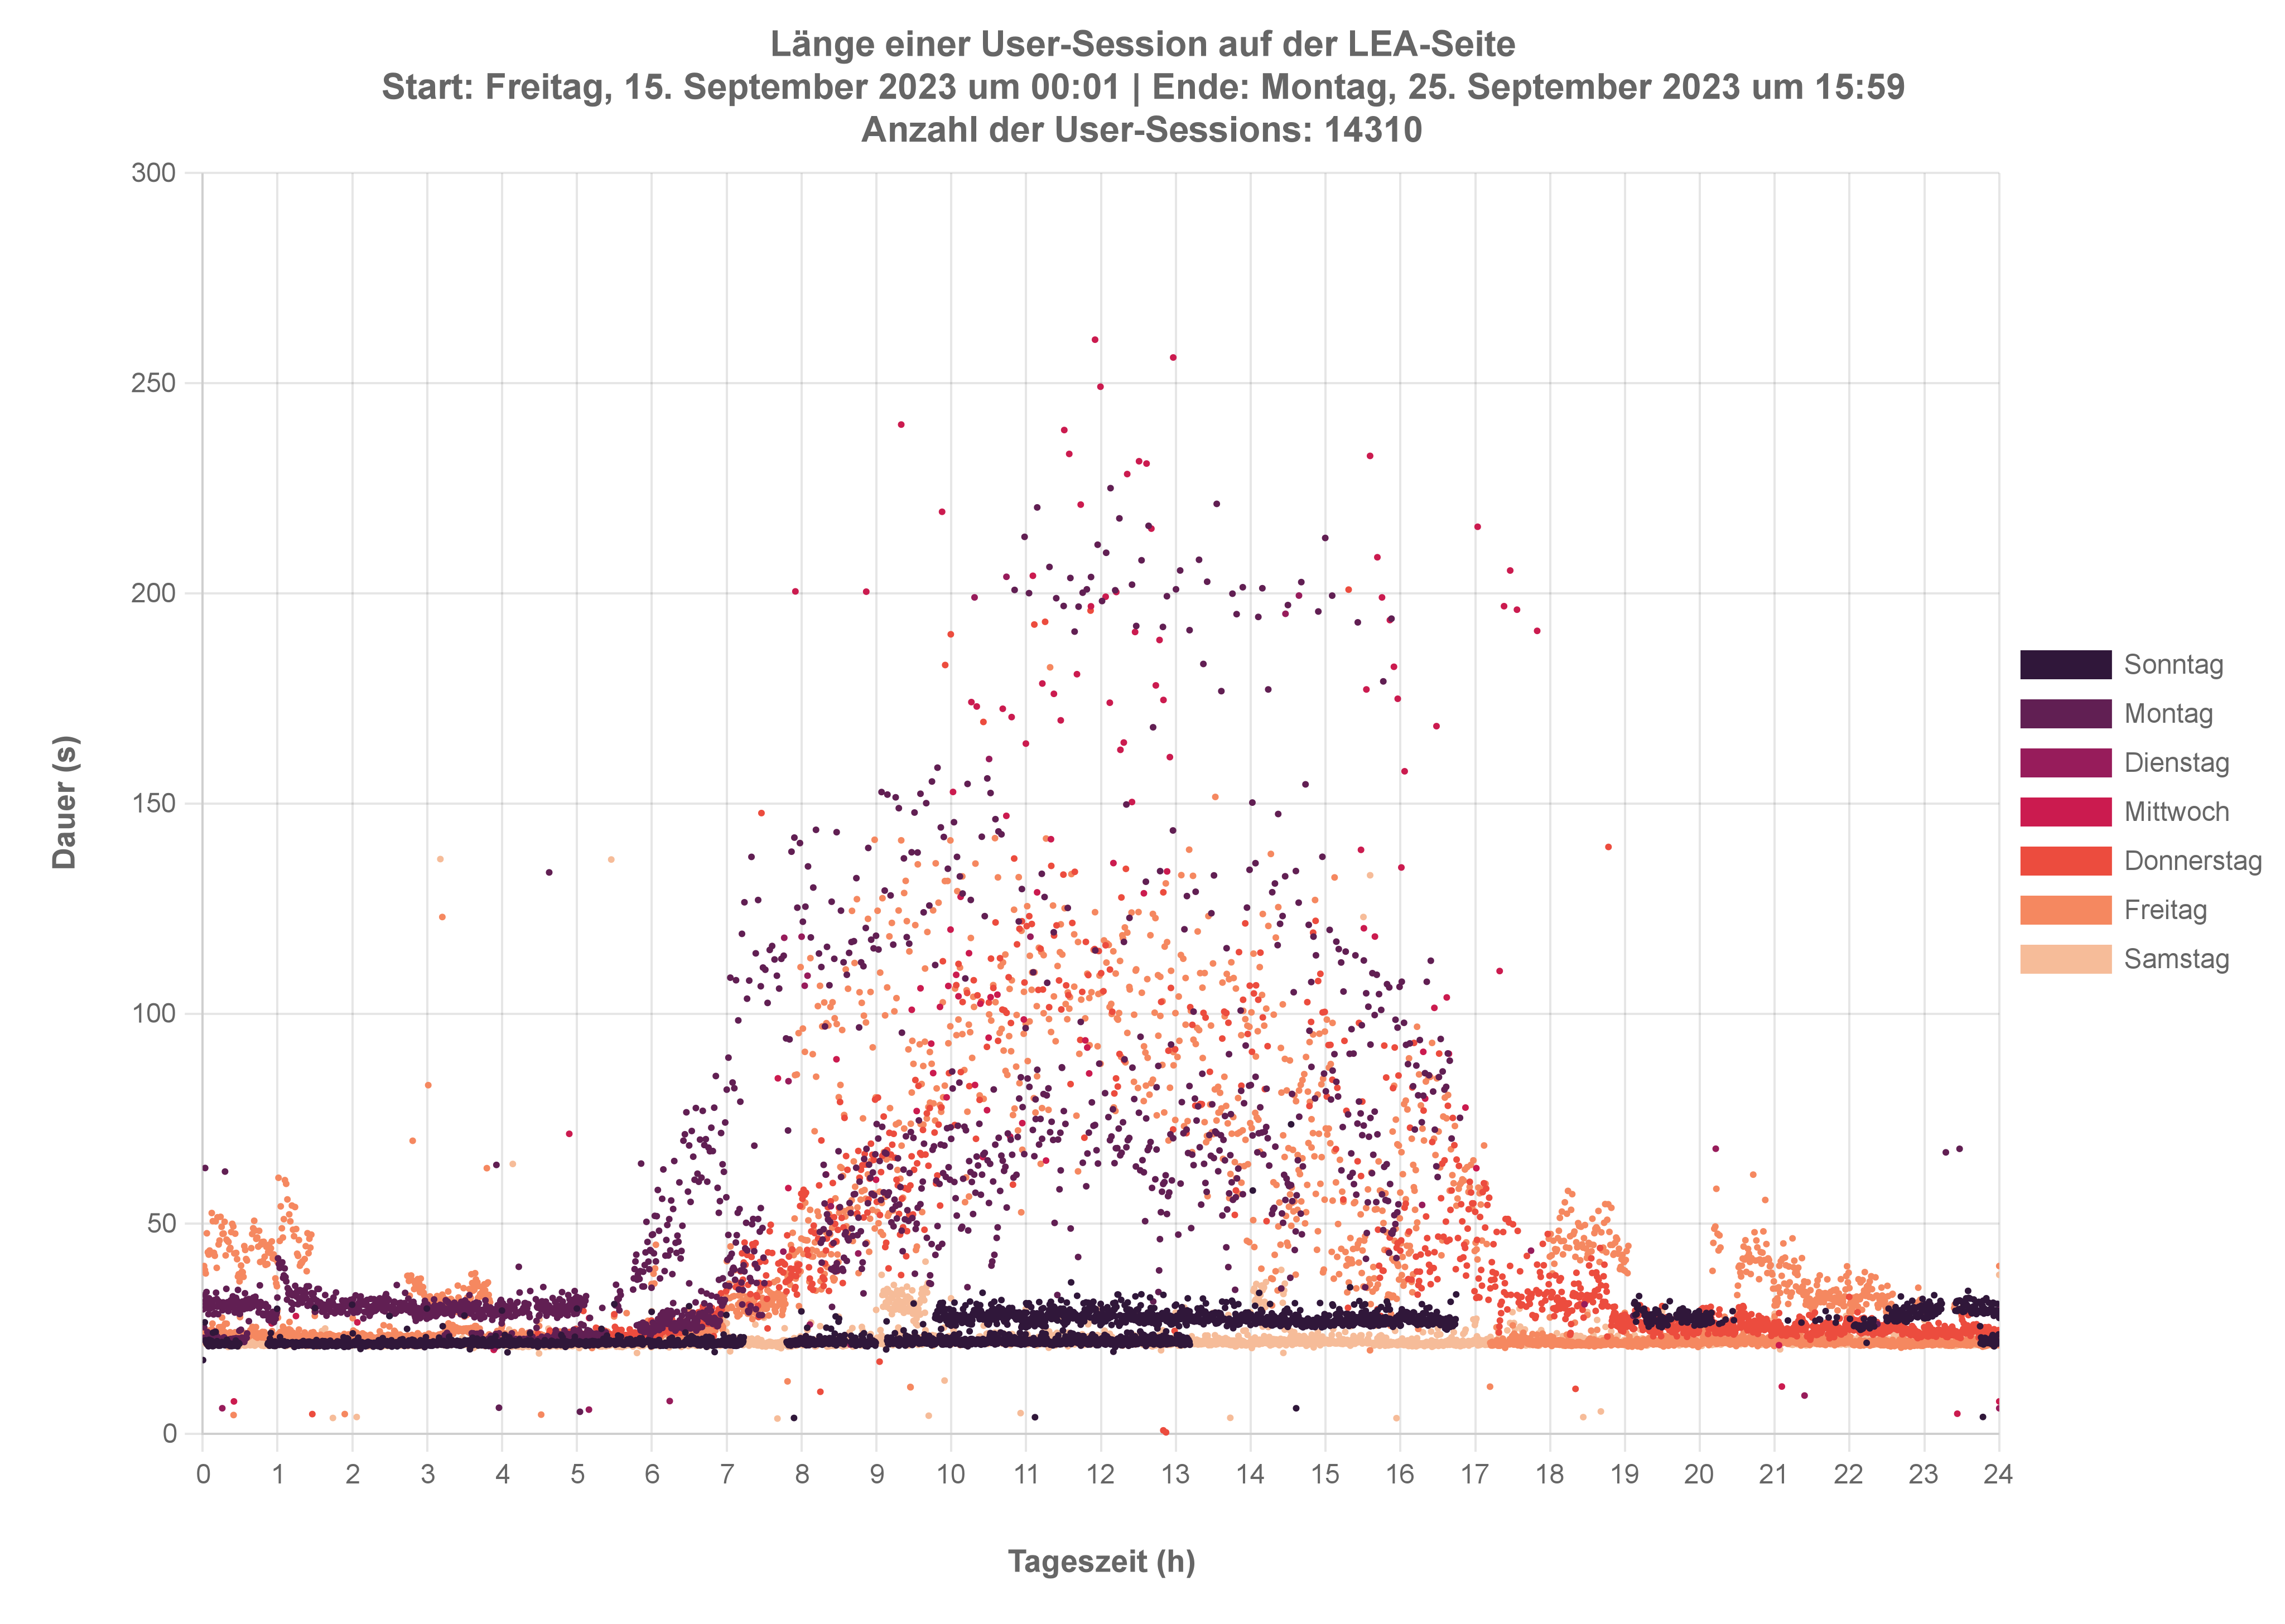 Länge einer User-Session auf der LEA-Seite
Start: Freitag, 15. September 2023 um 00:01 | Ende: Montag, 25. September 2023 um 15:59
Anzahl der User-Sessions: 14310
300
250
200
150
100
50
0
Dauer (s)
0 1 2 3 4 5 6 7 8 9 10 11 12 13 14 15 16 17 18 19 20 21 22 23 24
Tageszeit (h)
Sonntag
Montag
Dienstag
Mittwoch
Donnerstag
Freitag
Samstag